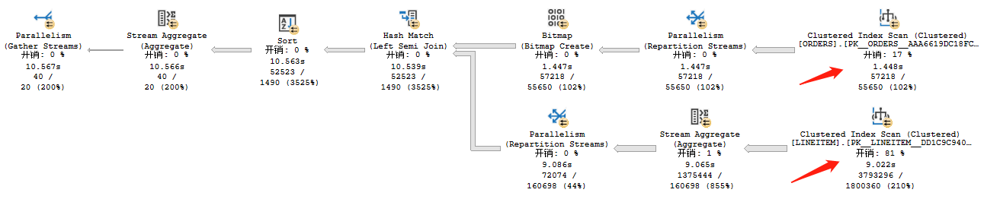 Parallelism
(Gather Streams)
开销: 0 %
10.567s
40 /
20 (200%)
Stream Aggregate
(Aggregate)
开销: 0 %
10.566s
40 /
20 (200%)
Sort
开销: 0 %
10.563s
52523 /
1490 (3525%)
Hash Match
(Left Semi Join)
开销: 0 %
10.539s
52523 /
1490 (3525%)
Bitmap
(Bitmap Create)
开销: 0 %
1.447s
57218 /
55650 (102%)
Parallelism
(Repartition Streams)
开销: 0 %
1.447s
57218 /
55650 (102%)
Clustered Index Scan (Clustered)
[ORDERS].[PK__ORDERS__AAA6619DC18FC…
开销: 17 %
1.448s
57218 /
55650 (102%)
Parallelism
(Repartition Streams)
开销: 0 %
9.086s
72074 /
160698 (44%)
Stream Aggregate
(Aggregate)
开销: 1 %
9.065s
1375444 /
160698 (855%)
Clustered Index Scan (Clustered)
[LINEITEM].[PK__LINEITEM__DD1C9C940…
开销: 81 %
9.022s
3793296 /
1800360 (210%)